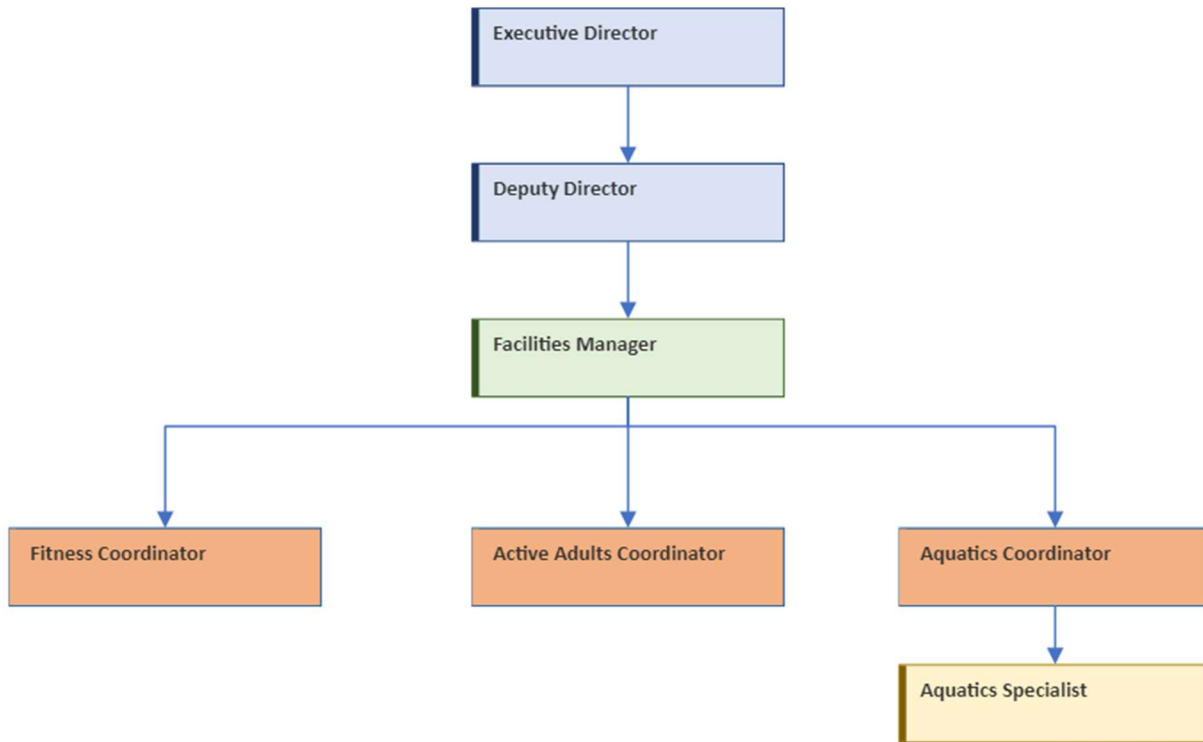 Executive Director
Deputy Director
Facilities Manager
Fitness Coordinator
Active Adults Coordinator
Aquatics Coordinator
Aquatics Specialist